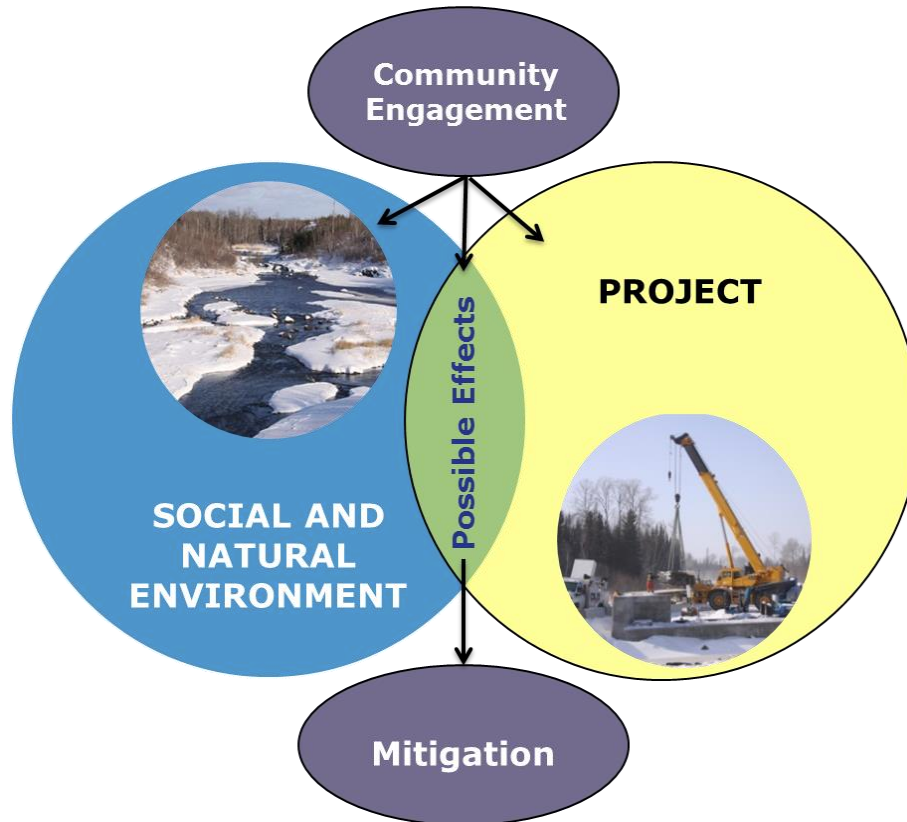 Community
Engagement
PROJECT
Possible Effects
SOCIAL AND
NATURAL
ENVIRONMENT
Mitigation